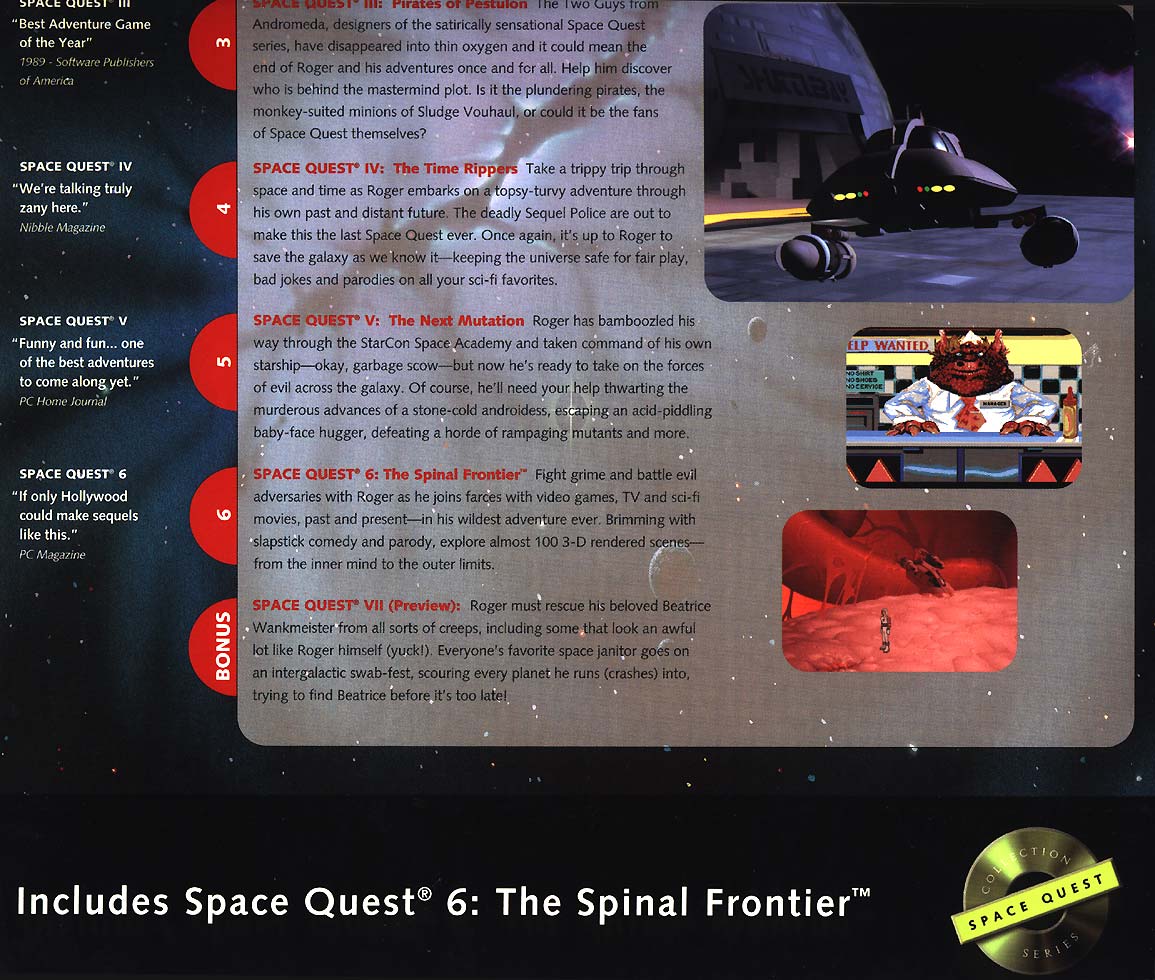 SPACE QUEST® III
"Best Adventure Game
of the Year"
1989 - Software Publishers
of America
3
SPACE QUEST® III: Pirates of Pestulon The Two Guys from
Andromeda, designers of the satirically sensational Space Quest
series, have disappeared into thin oxygen and it could mean the
end of Roger and his adventures once and for all. Help him discover
who is behind the mastermind plot. Is it the plundering pirates, the
monkey-suited minions of Sludge Vouhaul, or could it be the fans
of Space Quest themselves?
SHUTTLEBAY
SPACE QUEST® IV
"We're talking truly
zany here."
Nibble Magazine
4
SPACE QUEST® IV: The Time Rippers Take a trippy trip through
space and time as Roger embarks on a topsy-turvy adventure through
his own past and distant future. The deadly Sequel Police are out to
make this the last Space Quest ever. Once again, it's up to Roger to
save the galaxy as we know it—keeping the universe safe for fair play,
bad jokes and parodies on all your sci-fi favorites.
SPACE QUEST® V
"Funny and fun... one
of the best adventures
to come along yet."
PC Home Journal
5
SPACE QUEST® V: The Next Mutation Roger has bamboozled his
way through the StarCon Space Academy and taken command of his own
starship—okay, garbage scow—but now he's ready to take on the forces
of evil across the galaxy. Of course, he'll need your help thwarting the
murderous advances of a stone-cold androidess, escaping an acid-piddling
baby-face hugger, defeating a horde of rampaging mutants and more.
ELP WANTED
NO SHIRT
NO SHOES
NO CERVICE
MANAGER
SPACE QUEST® 6
"If only Hollywood
could make sequels
like this."
PC Magazine
6
SPACE QUEST® 6: The Spinal Frontier™ Fight grime and battle evil
adversaries with Roger as he joins farces with video games, TV and sci-fi
movies, past and present—in his wildest adventure ever. Brimming with
slapstick comedy and parody, explore almost 100 3-D rendered scenes—
from the inner mind to the outer limits.
BONUS
SPACE QUEST® VII (Preview): Roger must rescue his beloved Beatrice
Wankmeister from all sorts of creeps, including some that look an awful
lot like Roger himself (yuck!). Everyone's favorite space janitor goes on
an intergalactic swab-fest, scouring every planet he runs (crashes) into,
trying to find Beatrice before it's too late!
Includes Space Quest® 6: The Spinal Frontier™
COLLECTION
SPACE QUEST
SERIES